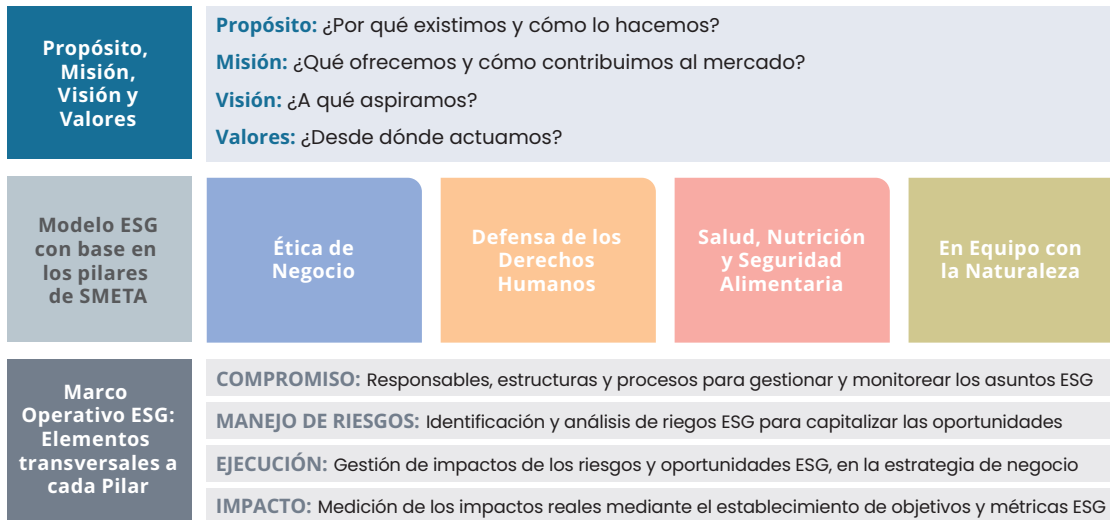 Propósito,
Misión,
Visión y
Valores
Propósito: ¿Por qué existimos y cómo lo hacemos?
Misión: ¿Qué ofrecemos y cómo contribuimos al mercado?
Visión: ¿A qué aspiramos?
Valores: ¿Desde dónde actuamos?
Modelo ESG
con base en
los pilares
de SMETA
Ética de
Negocio
Defensa de los
Derechos
Humanos
Salud, Nutrición
y Seguridad
Alimentaria
En Equipo con
la Naturaleza
Marco
Operativo ESG:
Elementos
transversales a
cada Pilar
COMPROMISO: Responsables, estructuras y procesos para gestionar y monitorear los asuntos ESG
MANEJO DE RIESGOS: Identificación y análisis de riegos ESG para capitalizar las oportunidades
EJECUCIÓN: Gestión de impactos de los riesgos y oportunidades ESG, en la estrategia de negocio
IMPACTO: Medición de los impactos reales mediante el establecimiento de objetivos y métricas ESG